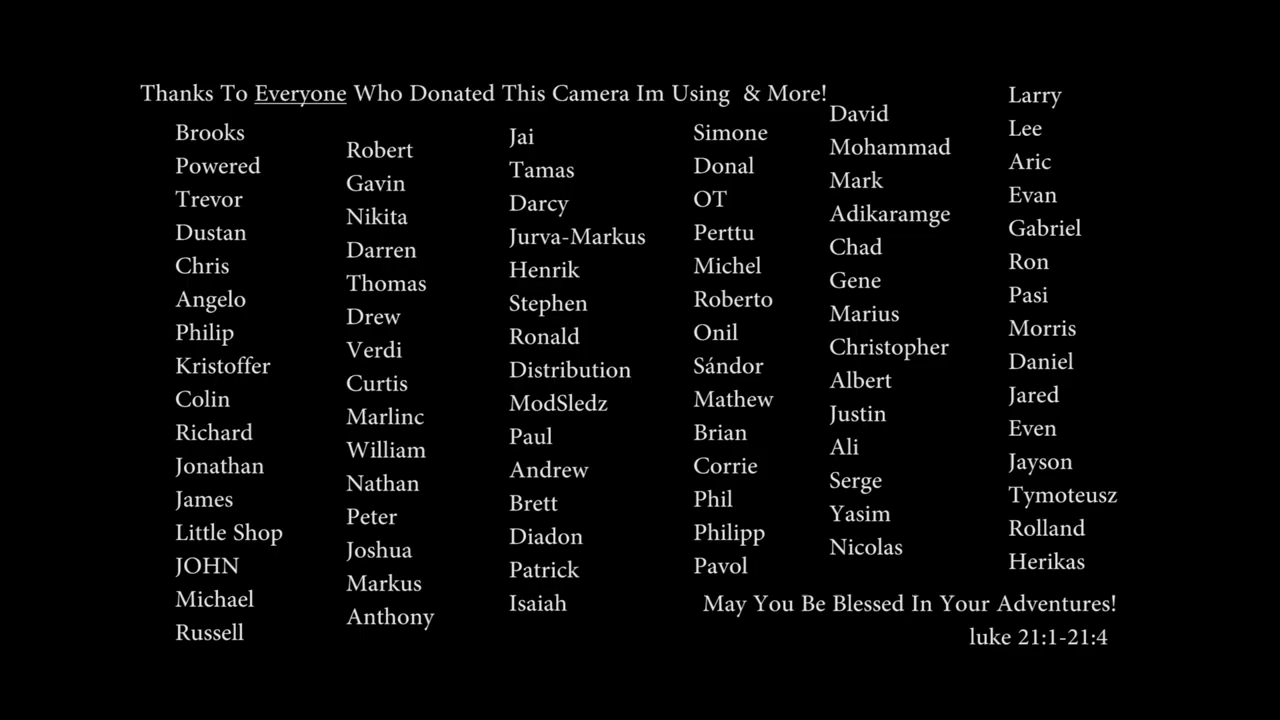 Thanks To Everyone Who Donated This Camera Im Using & More!
Brooks
Powered
Trevor
Dustan
Chris
Angelo
Philip
Kristoffer
Colin
Richard
Jonathan
James
Little Shop
JOHN
Michael
Russell
Robert
Gavin
Nikita
Darren
Thomas
Drew
Verdi
Curtis
Marlinc
William
Nathan
Peter
Joshua
Markus
Anthony
Jai
Tamas
Darcy
Jurva-Markus
Henrik
Stephen
Ronald
Distribution
ModSledz
Paul
Andrew
Brett
Diadon
Patrick
Isaiah
Simone
Donal
OT
Perttu
Michel
Roberto
Onil
Sándor
Mathew
Brian
Corrie
Phil
Philipp
Pavol
David
Mohammad
Mark
Adikaramge
Chad
Gene
Marius
Christopher
Albert
Justin
Ali
Serge
Yasim
Nicolas
Larry
Lee
Aric
Evan
Gabriel
Ron
Pasi
Morris
Daniel
Jared
Even
Jayson
Tymoteusz
Rolland
Herikas
May You Be Blessed In Your Adventures!
luke 21:1-21:4